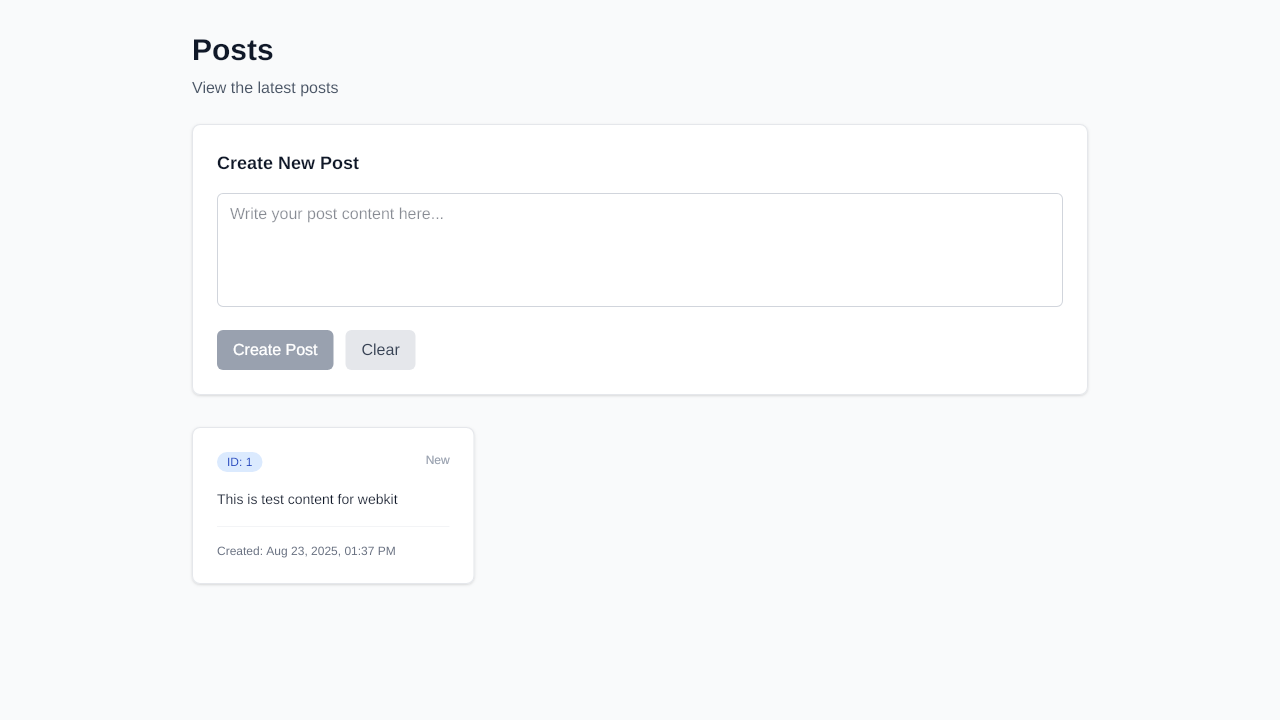 Posts
View the latest posts
Create New Post
Write your post content here...
Create Post Clear
ID: 1 New
This is test content for webkit
Created: Aug 23, 2025, 01:37 PM